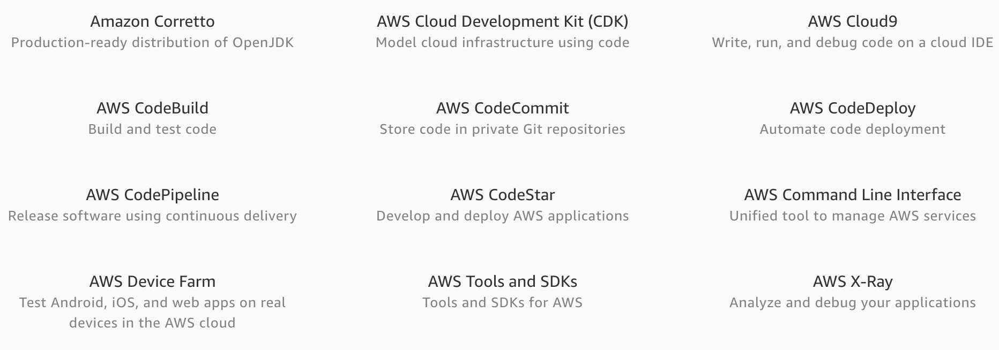 Amazon Corretto
Production-ready distribution of OpenJDK
AWS Cloud Development Kit (CDK)
Model cloud infrastructure using code
AWS Cloud9
Write, run, and debug code on a cloud IDE
AWS CodeBuild
Build and test code
AWS CodeCommit
Store code in private Git repositories
AWS CodeDeploy
Automate code deployment
AWS CodePipeline
Release software using continuous delivery
AWS CodeStar
Develop and deploy AWS applications
AWS Command Line Interface
Unified tool to manage AWS services
AWS Device Farm
Test Android, iOS, and web apps on real
devices in the AWS cloud
AWS Tools and SDKs
Tools and SDKs for AWS
AWS X-Ray
Analyze and debug your applications